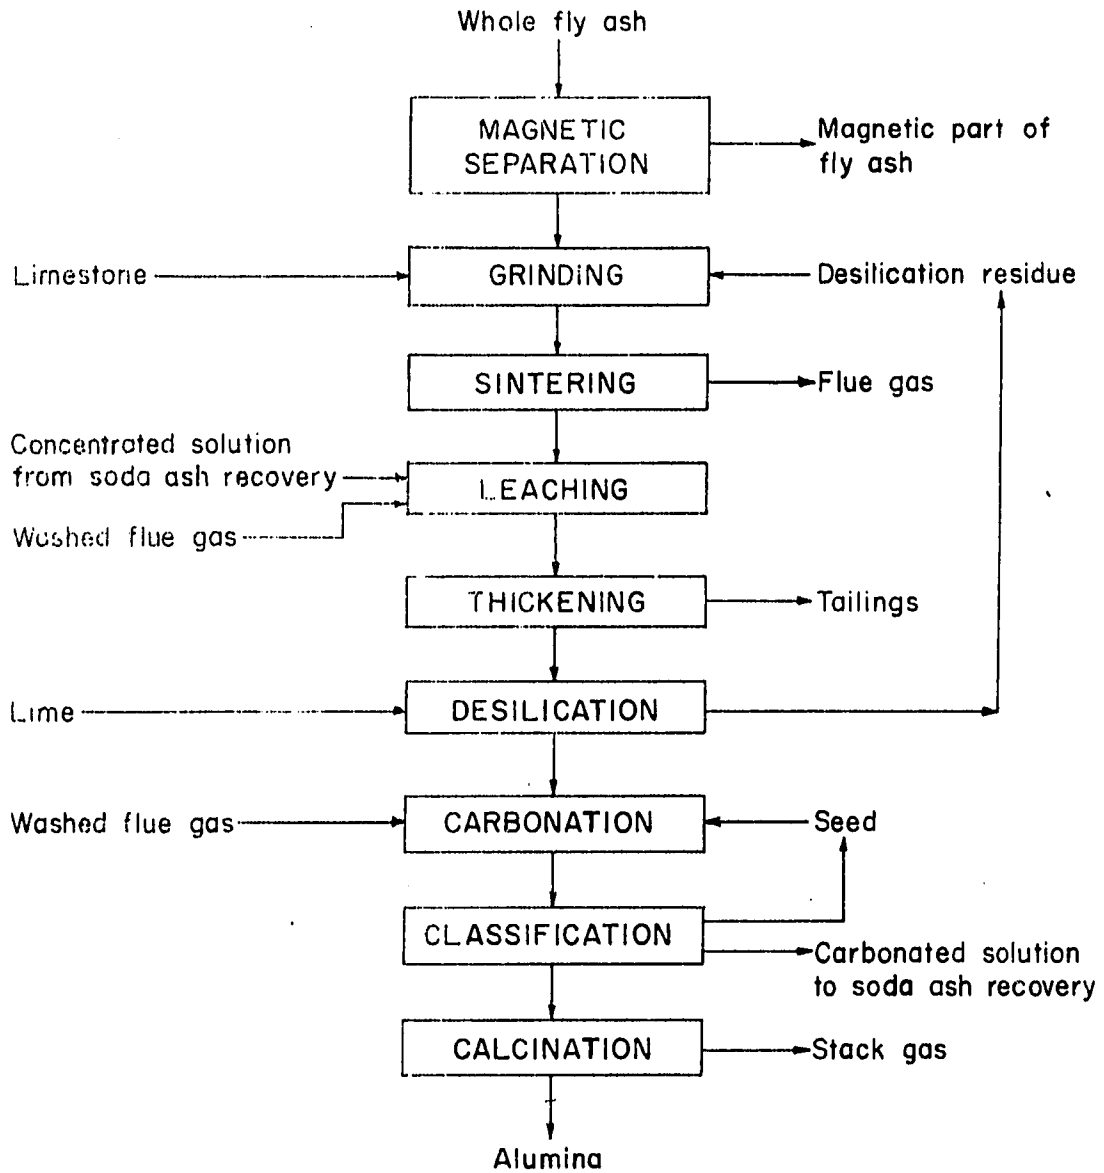 Whole fly ash
MAGNETIC
SEPARATION
Magnetic part of
fly ash
Limestone
GRINDING
Desilication residue
SINTERING
Flue gas
Concentrated solution
from soda ash recovery
LEACHING
Washed flue gas
THICKENING
Tailings
Lime
DESILICATION
Washed flue gas
CARBONATION
Seed
CLASSIFICATION
Carbonated solution
to soda ash recovery
CALCINATION
Stack gas
Alumina